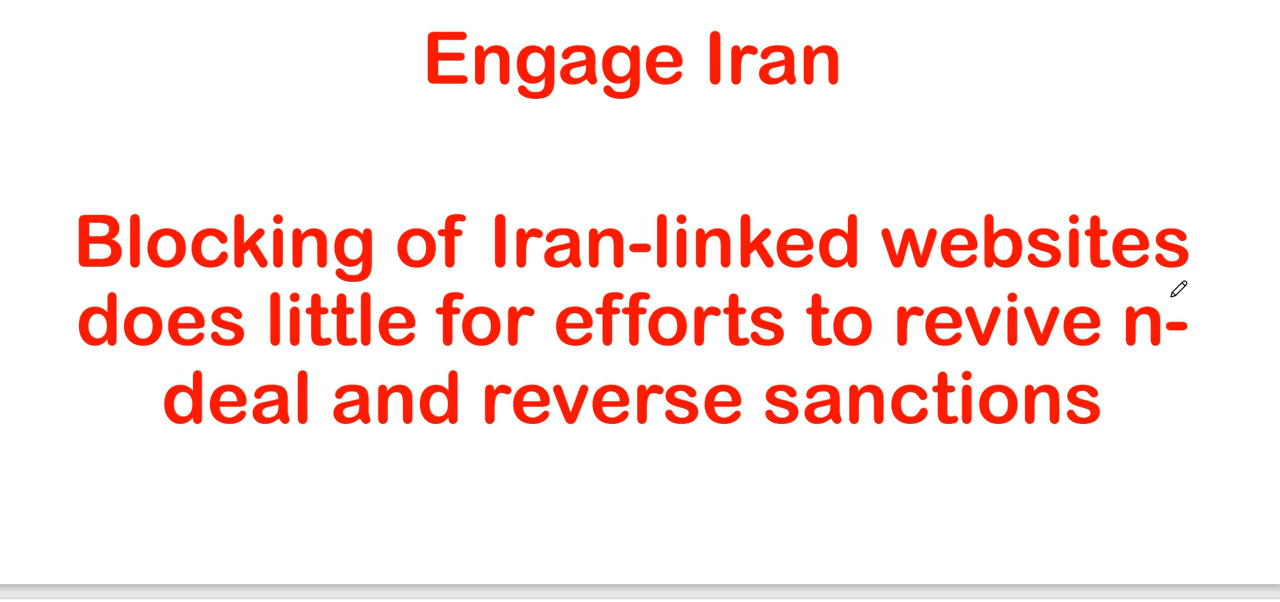 Engage Iran
Blocking of Iran-linked websites
does little for efforts to revive n-
deal and reverse sanctions